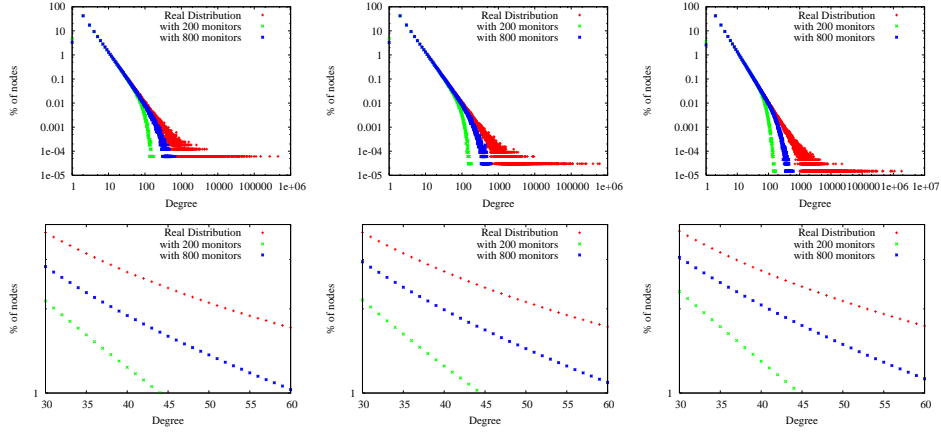 100
10
1
0.1
0.01
0.001
1e-04
1e-05
1
10
100
1000
10000
100000
1e+06
% of nodes
Degree
Real Distribution
with 200 monitors
with 800 monitors
100
10
1
0.1
0.01
0.001
1e-04
1e-05
1
10
100
1000
10000
100000
1e+06
% of nodes
Degree
Real Distribution
with 200 monitors
with 800 monitors
100
10
1
0.1
0.01
0.001
1e-04
1e-05
1
10
100
1000
10000
100000
1e+06
1e+07
% of nodes
Degree
Real Distribution
with 200 monitors
with 800 monitors
1
30
35
40
45
50
55
60
% of nodes
Degree
Real Distribution
with 200 monitors
with 800 monitors
1
30
35
40
45
50
55
60
% of nodes
Degree
Real Distribution
with 200 monitors
with 800 monitors
1
30
35
40
45
50
55
60
% of nodes
Degree
Real Distribution
with 200 monitors
with 800 monitors